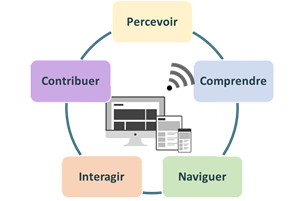 Percevoir
Contribuer
Comprendre
Interagir
Naviguer